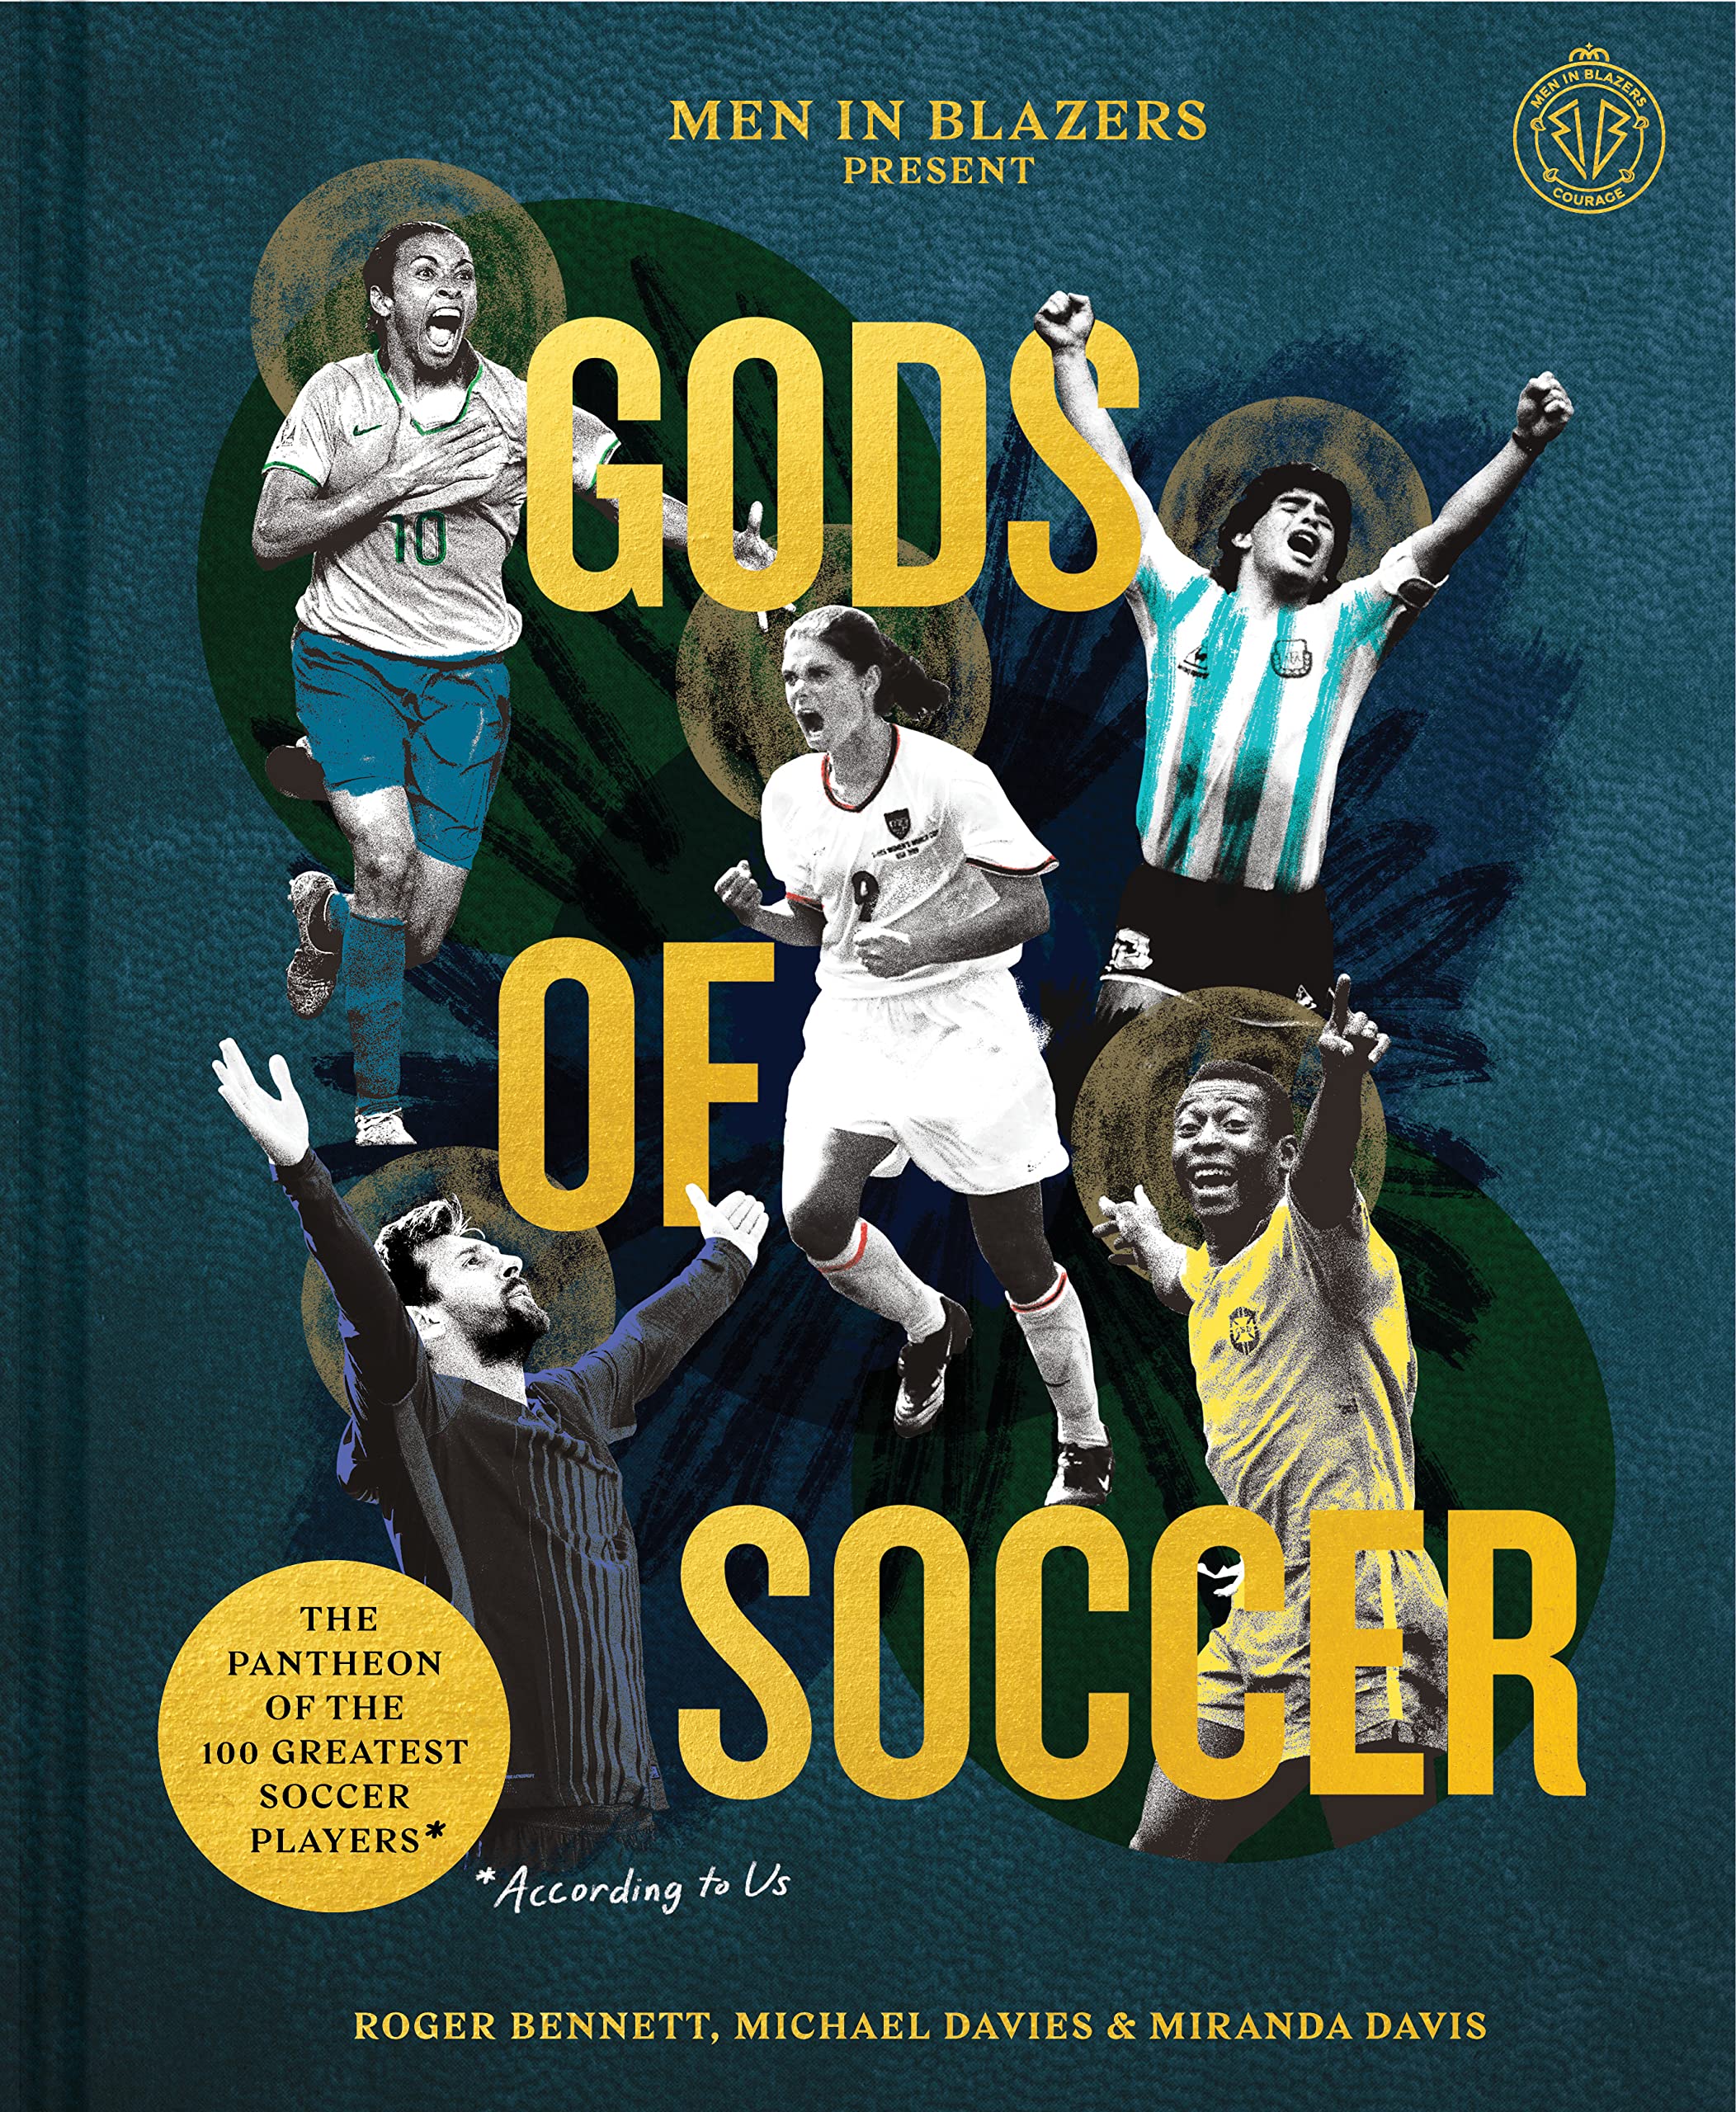 MEN IN BLAZERS
PRESENT
MEN IN BLAZERS
COURAGE
GODS
10
9
OF
SOCCER
THE
PANTHEON
OF THE
100 GREATEST
SOCCER
PLAYERS*
*According to Us
ROGER BENNETT, MICHAEL DAVIES & MIRANDA DAVIS